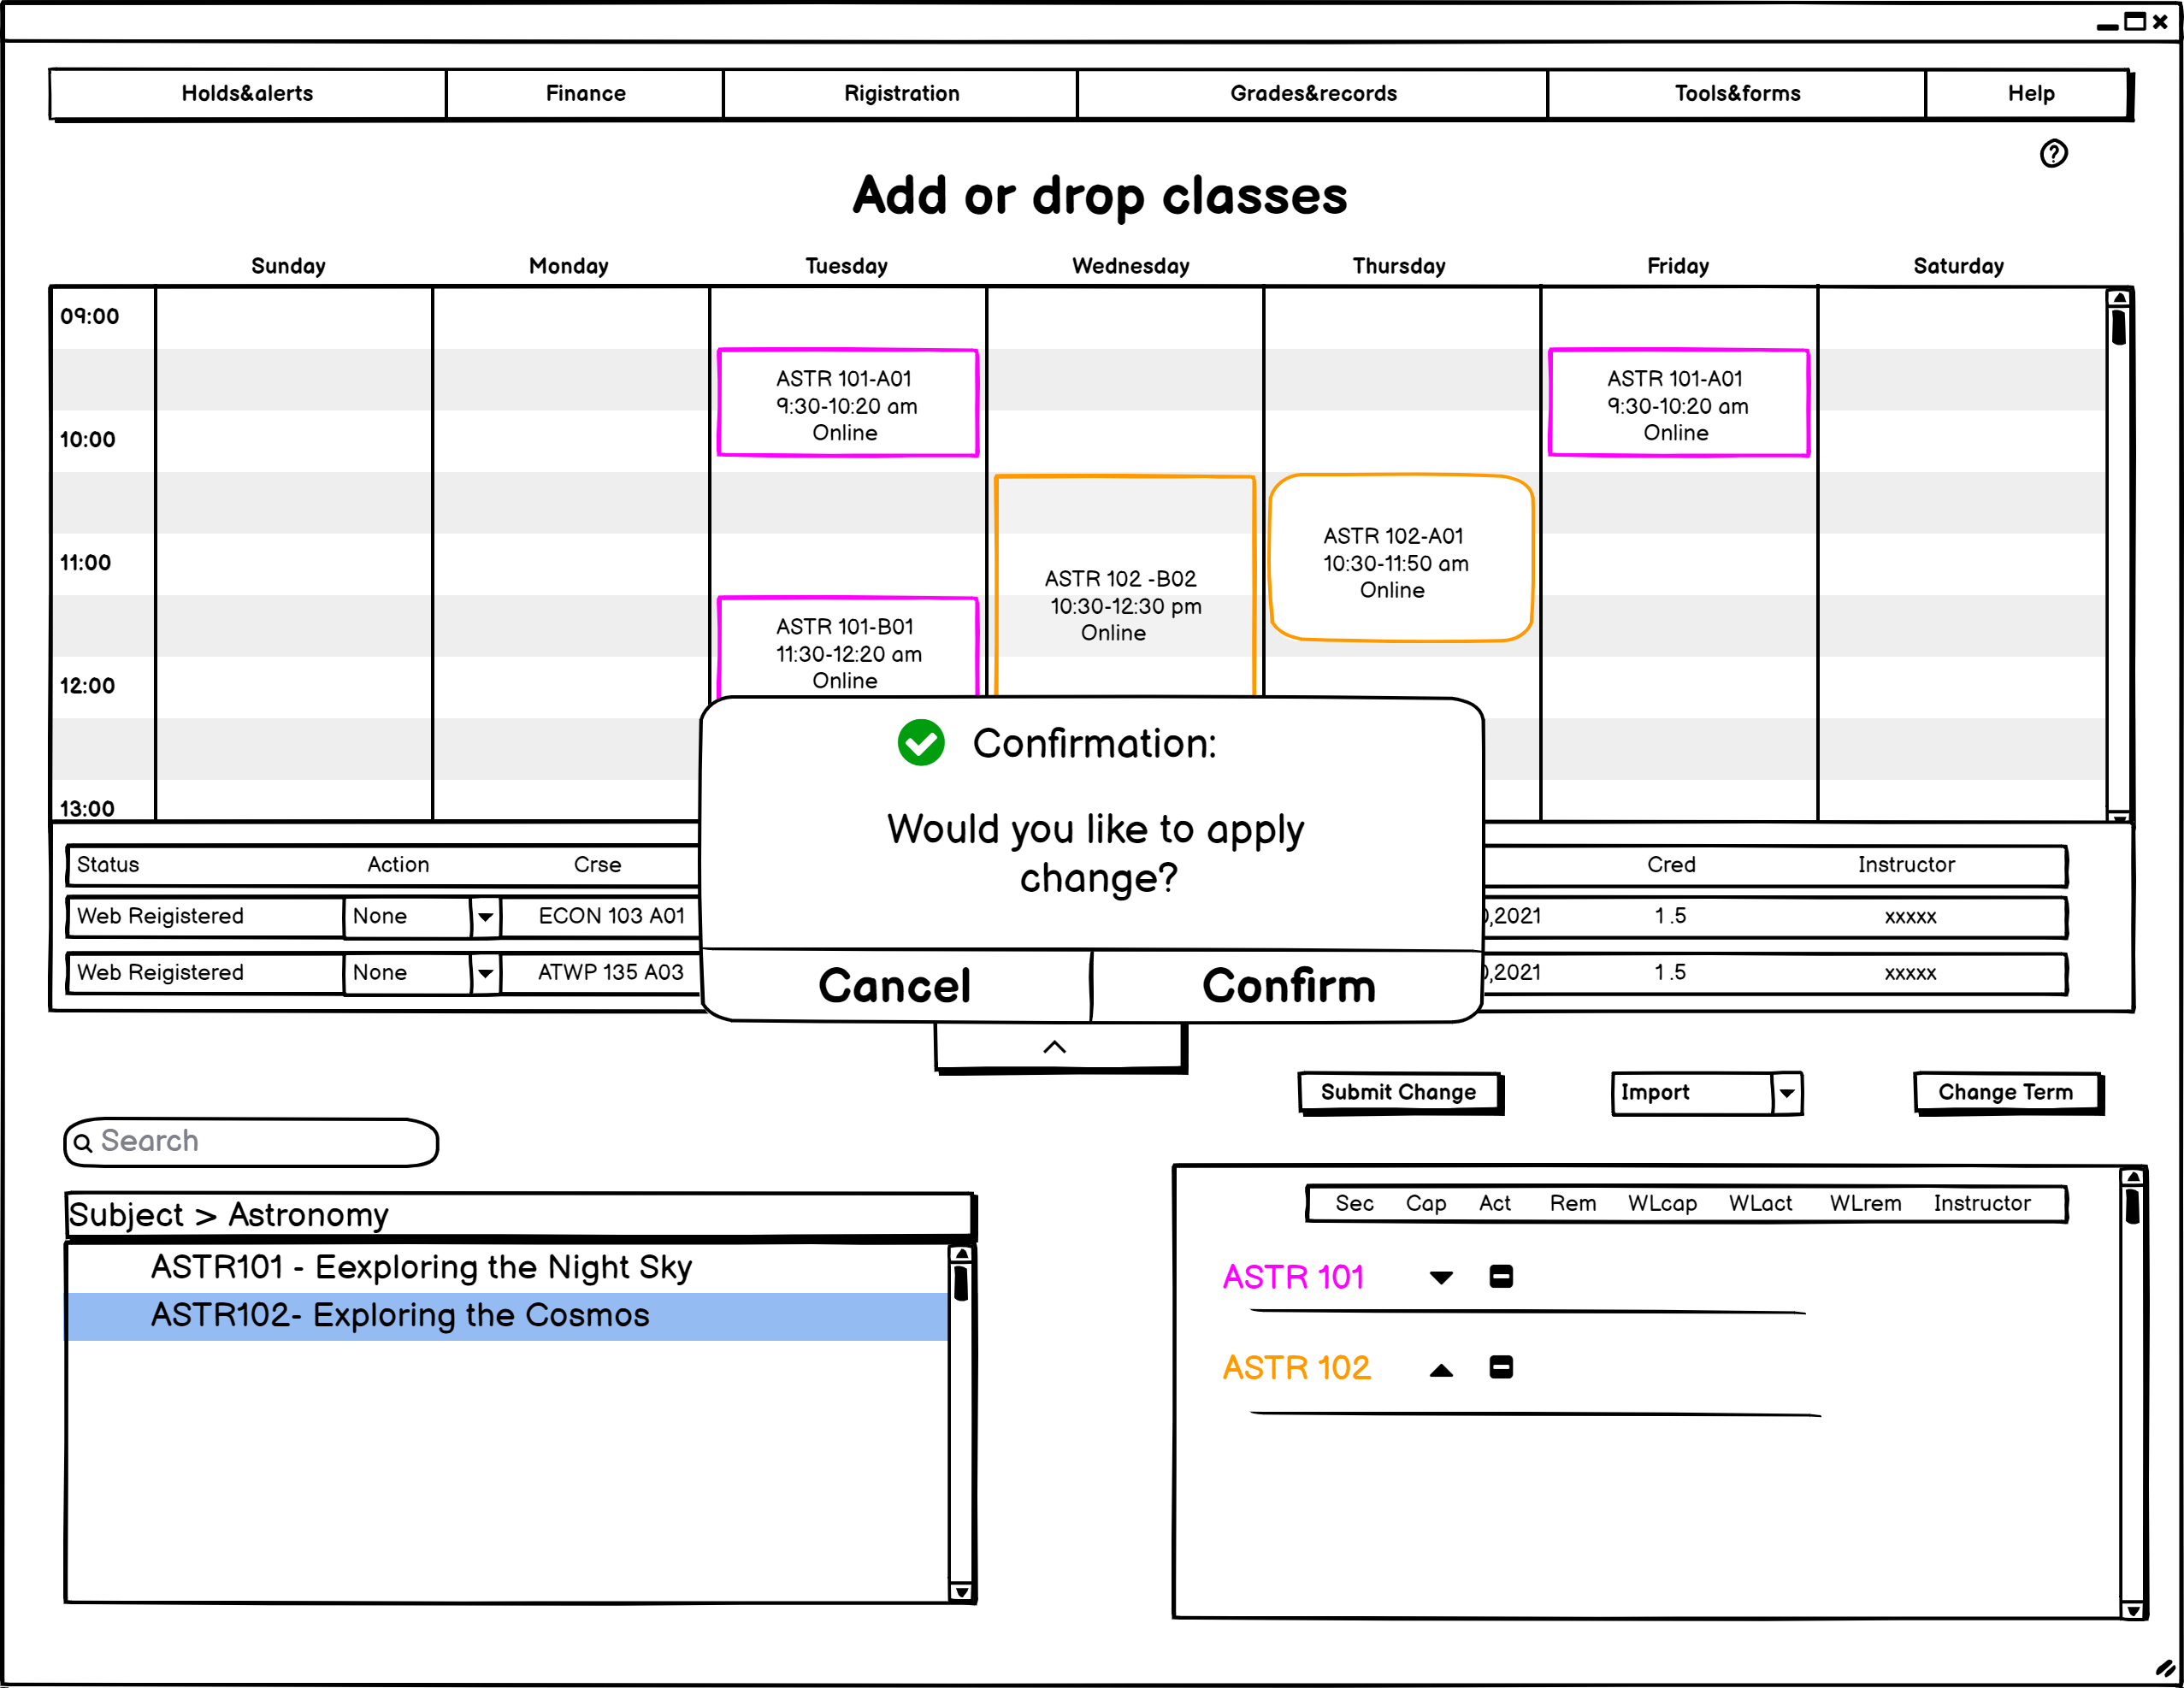 Holds&alerts Finance Rigistration Grades&records Tools&forms Help
Add or drop classes
Sunday Monday Tuesday Wednesday Thursday Friday Saturday
09:00
ASTR 101-A01
9:30-10:20 am
Online
ASTR 101-A01
9:30-10:20 am
Online
10:00
ASTR 102-A01
10:30-11:50 am
Online
11:00
ASTR 102 -B02
10:30-12:30 pm
Online
ASTR 101-B01
11:30-12:20 am
Online
12:00
13:00
Confirmation:
Would you like to apply
change?
Cancel Confirm
Status Action Crse Cred Instructor
Web Reigistered None ECON 103 A01 ,2021 1.5 xxxxx
Web Reigistered None ATWP 135 A03 ,2021 1.5 xxxxx
Submit Change Import Change Term
Search
Subject > Astronomy
ASTR101 - Eexploring the Night Sky
ASTR102- Exploring the Cosmos
Sec Cap Act Rem WLcap WLact WLrem Instructor
ASTR 101
ASTR 102